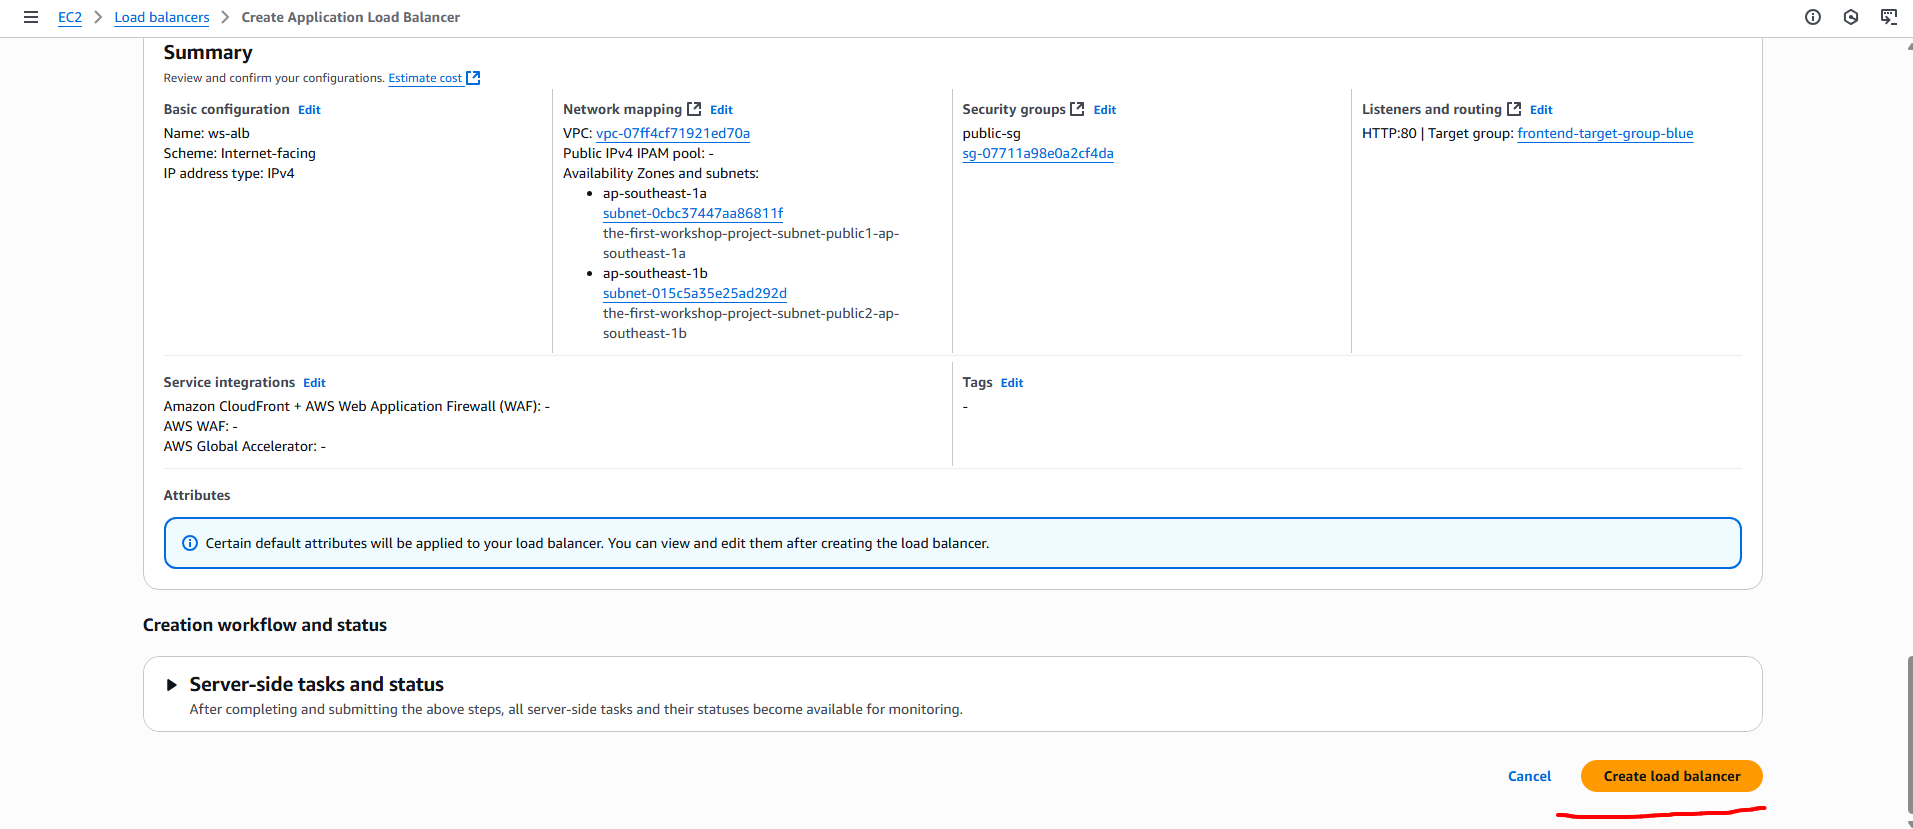 EC2 > Load balancers > Create Application Load Balancer
Summary
Review and confirm your configurations. Estimate cost
Basic configuration Edit
Name: ws-alb
Scheme: Internet-facing
IP address type: IPv4
Network mapping Edit
VPC: vpc-07ff4cf71921ed70a
Public IPv4 IPAM pool: -
Availability Zones and subnets:
• ap-southeast-1a
subnet-0cbc37447aa86811f
the-first-workshop-project-subnet-public1-ap-
southeast-1a
• ap-southeast-1b
subnet-015c5a35e25ad292d
the-first-workshop-project-subnet-public2-ap-
southeast-1b
Security groups Edit
public-sg
sg-07711a98e0a2cf4da
Listeners and routing Edit
HTTP:80 | Target group: frontend-target-group-blue
Service integrations Edit
Amazon CloudFront + AWS Web Application Firewall (WAF): -
AWS WAF: -
AWS Global Accelerator: -
Tags Edit
-
Attributes
Certain default attributes will be applied to your load balancer. You can view and edit them after creating the load balancer.
Creation workflow and status
Server-side tasks and status
After completing and submitting the above steps, all server-side tasks and their statuses become available for monitoring.
Cancel
Create load balancer